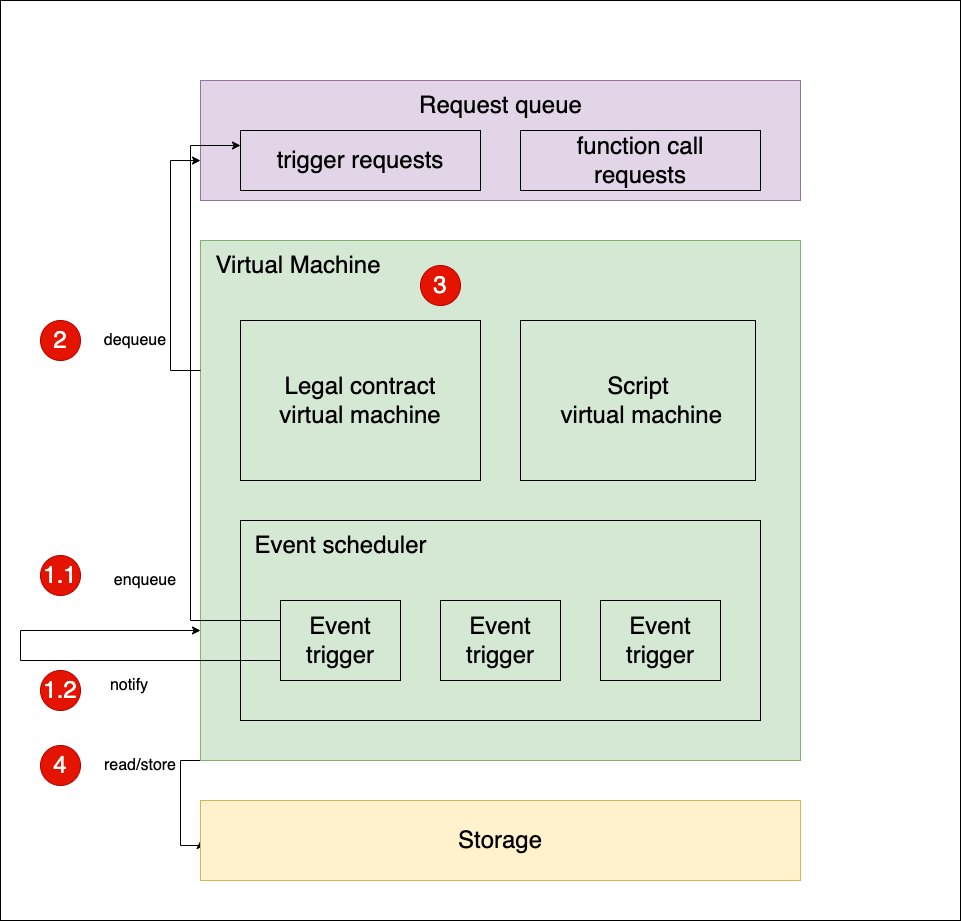 Request queue
trigger requests
function call
requests
Virtual Machine
3
2
dequeue
Legal contract
virtual machine
Script
virtual machine
Event scheduler
1.1
enqueue
Event
trigger
Event
trigger
Event
trigger
1.2
notify
4
read/store
Storage